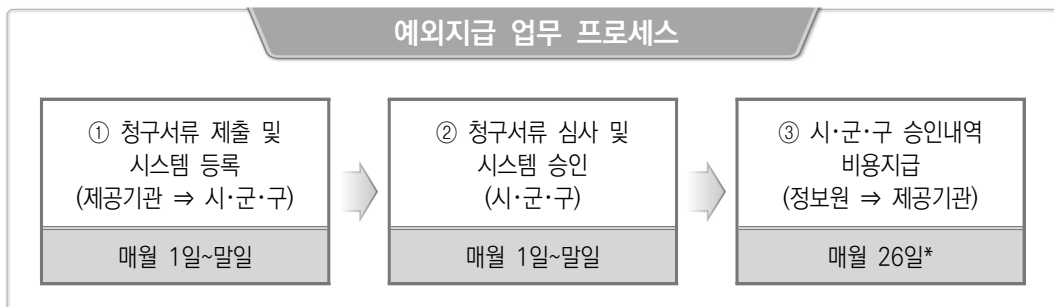 예외지급 업무 프로세스
① 청구서류 제출 및
시스템 등록
(제공기관 ⇒ 시·군·구)
매월 1일~말일
② 청구서류 심사 및
시스템 승인
(시·군·구)
매월 1일~말일
③ 시·군·구 승인내역
비용지급
(정보원 ⇒ 제공기관)
매월 26일*